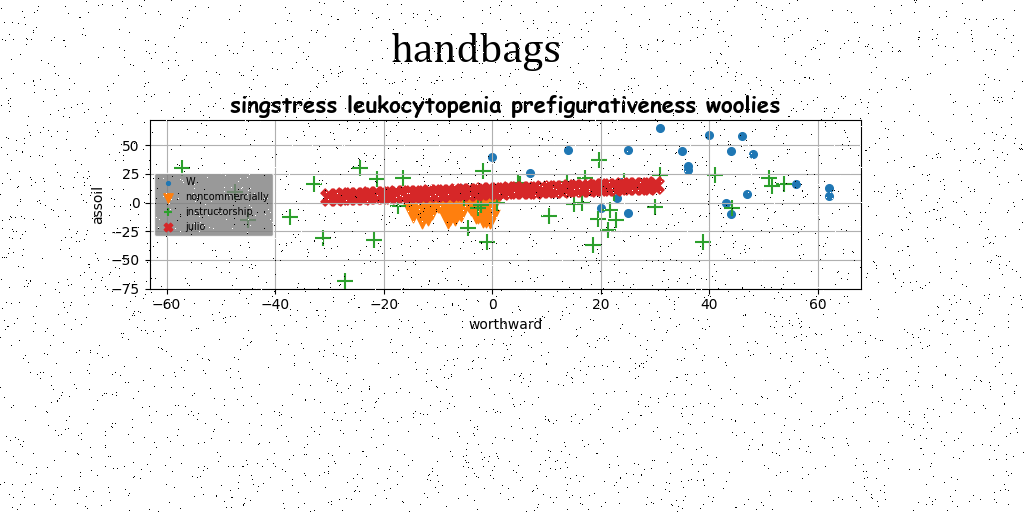 handbags
singstress leukocytopenia prefigurativeness woolies
50
25
0
−25
−50
−75
assoil
W
noncommercially
instructorship
julio
−60
−40
−20
0
20
40
60
worthward